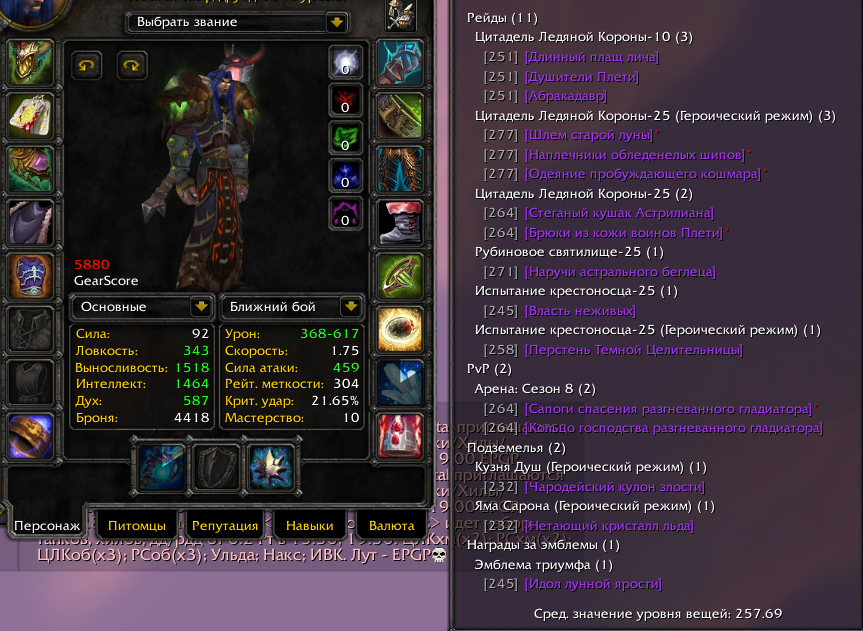 Выбрать звание
0
0
0
0
0
5880
GearScore
Основные
Ближний бой
Сила: 92
Ловкость: 343
Выносливость: 1518
Интеллект: 1464
Дух: 587
Броня: 4418
Урон: 368-617
Скорость: 1.75
Сила атаки: 459
Рейт. меткости: 304
Крит. удар: 21.65%
Мастерство: 10
Персонаж
Питомцы
Репутация
Навыки
Валюта
ЦЛКоб(х3); РСоб(х3); Ульда; Накс; ИВК. Лут - EPGP
Рейды (11)
Цитадель Ледяной Короны-10 (3)
[251] [Длинный плащ лича]
[251] [Душители Плети]
[251] [Абракадавр]
Цитадель Ледяной Короны-25 (Героический режим) (3)
[277] [Шлем старой луны]*
[277] [Наплечники обледенелых шипов]*
[277] [Одеяние пробуждающего кошмара]*
Цитадель Ледяной Короны-25 (2)
[264] [Стеганый кушак Астрилиана]
[264] [Брюки из кожи воинов Плети]*
Рубиновое святилище-25 (1)
[271] [Наручи астрального беглеца]
Испытание крестоносца-25 (1)
[245] [Власть неживых]
Испытание крестоносца-25 (Героический режим) (1)
[258] [Перстень Темной Целительницы]
PvP (2)
Арена: Сезон 8 (2)
[264] [Сапоги спасения разгневанного гладиатора]*
[264] [Кольцо господства разгневанного гладиатора]
Подземелья (2)
Кузня Душ (Героический режим) (1)
[232] [Чародейский кулон злости]
Яма Сарона (Героический режим) (1)
[232] [Нетающий кристалл льда]
Награды за эмблемы (1)
Эмблема триумфа (1)
[245] [Идол лунной ярости]
Сред. значение уровня вещей: 257.69